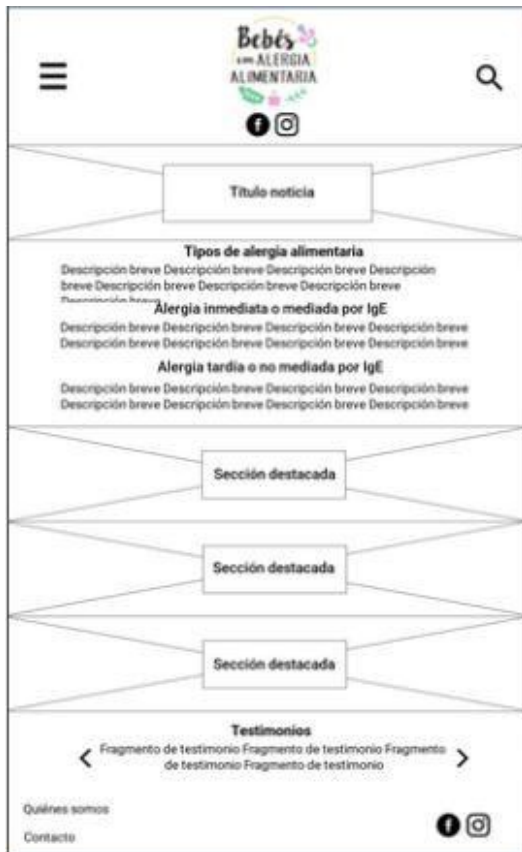 Bebés
con ALERGIA
ALIMENTARIA
Título noticia
Tipos de alergia alimentaria
Descripción breve Descripción breve Descripción breve Descripción
breve Descripción breve Descripción breve Descripción breve
Descripción breve
Alergia inmediata o mediada por IgE
Descripción breve Descripción breve Descripción breve Descripción breve
Descripción breve Descripción breve Descripción breve Descripción breve
Alergia tardía o no mediada por IgE
Descripción breve Descripción breve Descripción breve Descripción breve
Descripción breve Descripción breve Descripción breve Descripción breve
Sección destacada
Sección destacada
Sección destacada
Testimonios
Fragmento de testimonio Fragmento de testimonio Fragmento
de testimonio Fragmento de testimonio
Quiénes somos
Contacto